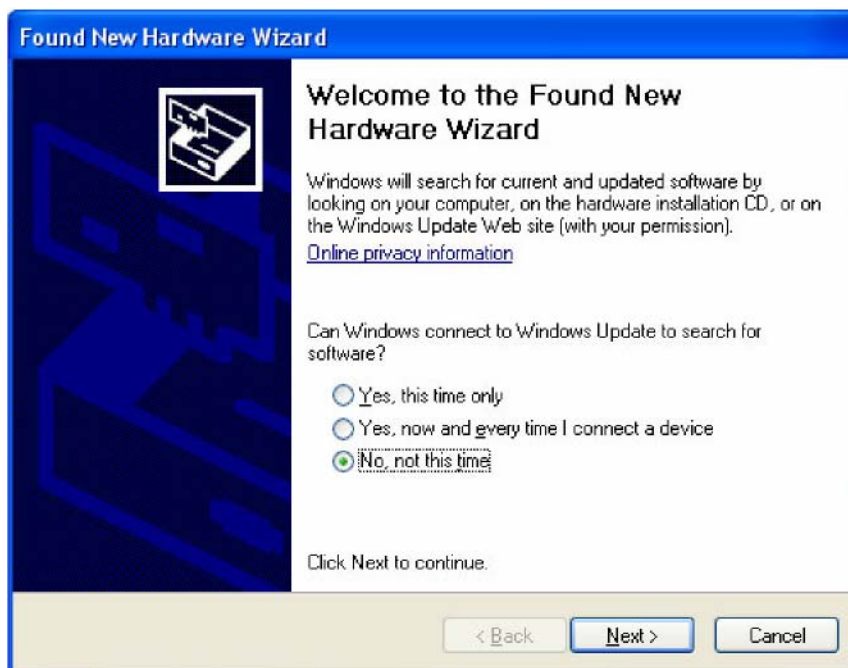 Found New Hardware Wizard
Welcome to the Found New
Hardware Wizard
Windows will search for current and updated software by
looking on your computer, on the hardware installation CD, or on
the Windows Update Web site (with your permission).
Online privacy information
Can Windows connect to Windows Update to search for
software?
Yes, this time only
Yes, now and every time I connect a device
No, not this time
Click Next to continue.
< Back
Next >
Cancel